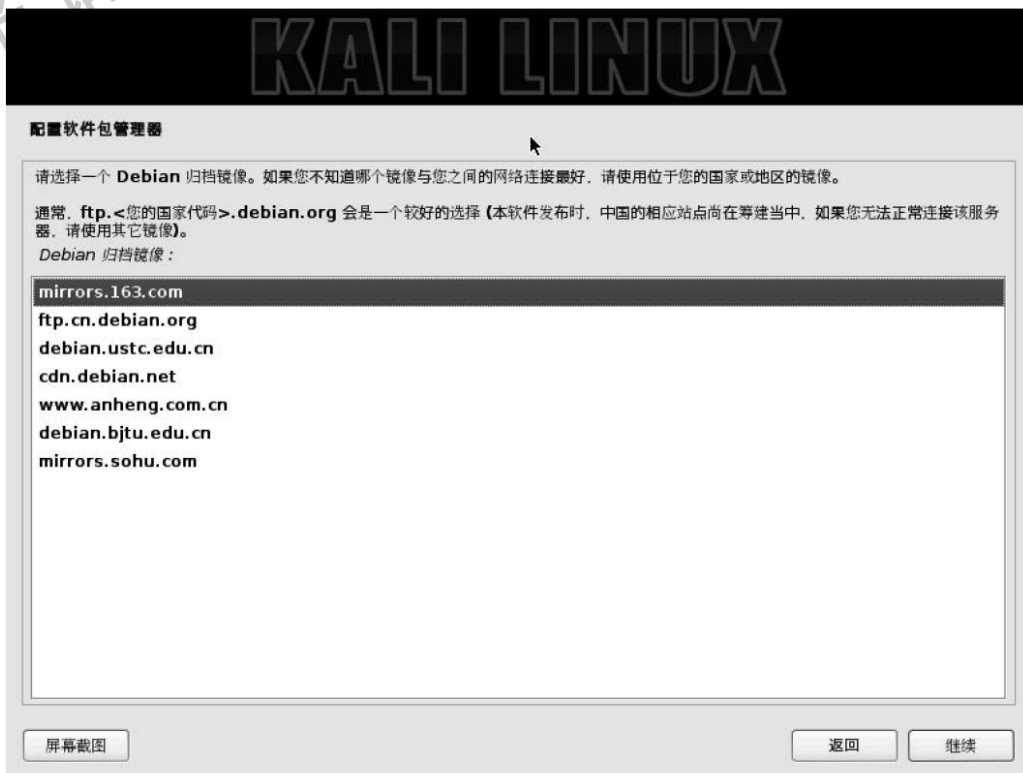 KALI LINUX
配置软件包管理器
请选择一个 Debian 归档镜像。如果您不知道哪个镜像与您之间的网络连接最好，请使用位于您的国家或地区的镜像。
通常，ftp.<您的国家代码>.debian.org 会是一个较好的选择 (本软件发布时，中国的相应站点尚在筹建当中，如果您无法正常连接该服务
器，请使用其它镜像)。
Debian 归档镜像：
mirrors.163.com
ftp.cn.debian.org
debian.ustc.edu.cn
cdn.debian.net
www.anheng.com.cn
debian.bjtu.edu.cn
mirrors.sohu.com
屏幕截图 返回 继续